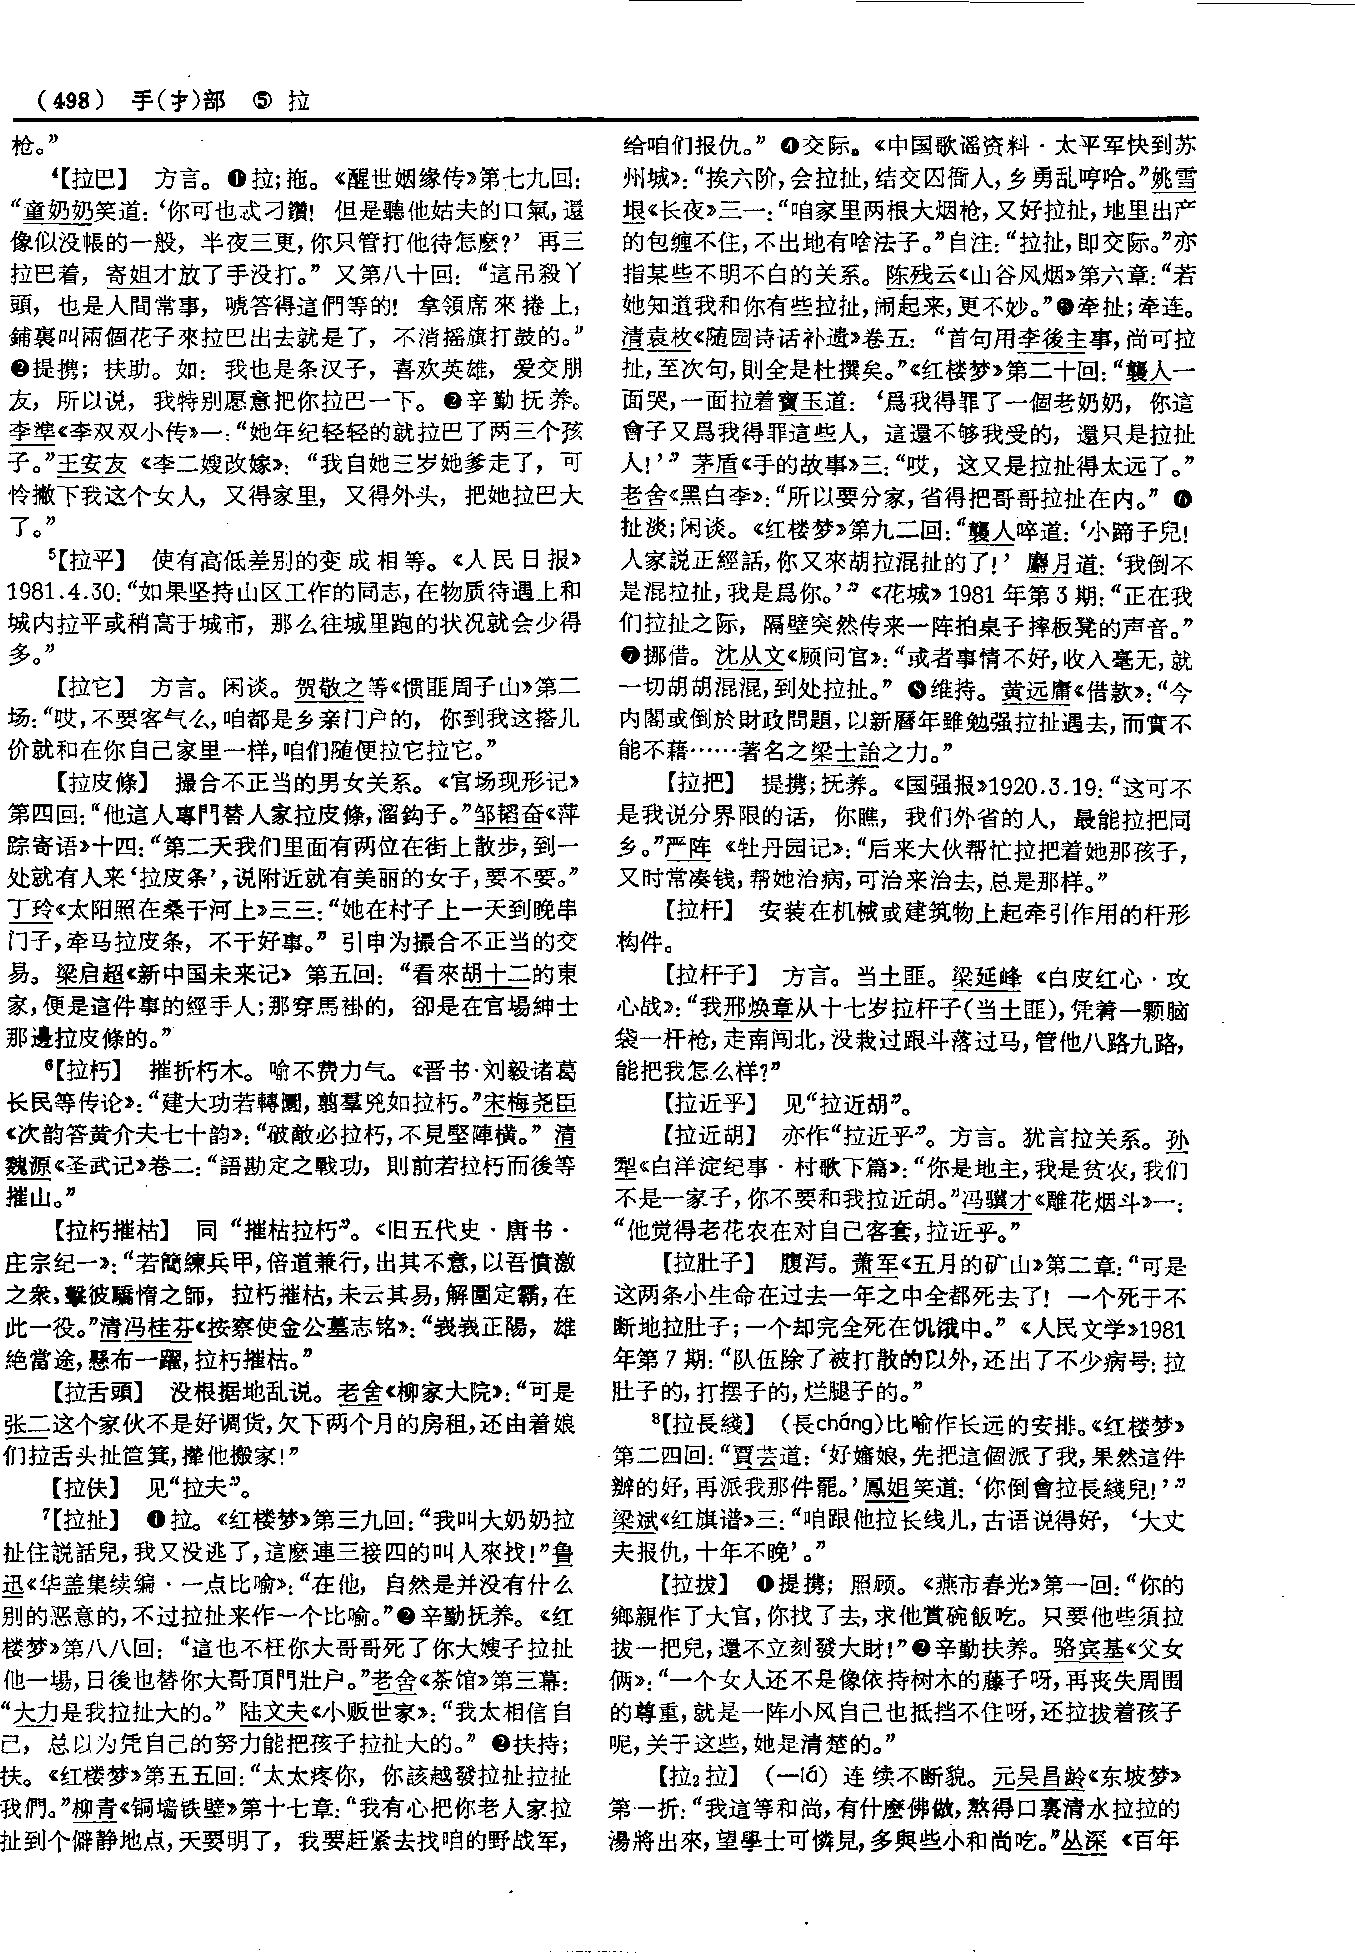 (498) 手(扌)部 ⑤ 拉
枪。”
⁴【拉巴】 方言。❶拉;拖。《醒世姻缘传》第七九回:
“童奶奶笑道:‘你可也忒刁鑽! 但是聽他姑夫的口氣,還
像似没帳的一般, 半夜三更,你只管打他待怎麽?’ 再三
拉巴着, 寄姐才放了手没打。” 又第八十回: “這吊殺丫
頭, 也是人間常事, 唬答得這們等的! 拿領席來捲上,
鋪裏叫兩個花子來拉巴出去就是了, 不消摇旗打鼓的。”
❷提携; 扶助。如: 我也是条汉子, 喜欢英雄, 爱交朋
友, 所以说, 我特别愿意把你拉巴一下。 ❸辛勤抚养。
李準《李双双小传》一:“她年纪轻轻的就拉巴了两三个孩
子。”王安友《李二嫂改嫁》: “我自她三岁她爹走了, 可
怜撇下我这个女人, 又得家里, 又得外头, 把她拉巴大
了。”
⁵【拉平】 使有高低差别的变成相等。《人民日报》
1981.4.30:“如果坚持山区工作的同志,在物质待遇上和
城内拉平或稍高于城市, 那么往城里跑的状况就会少得
多。”
【拉它】 方言。闲谈。贺敬之等《惯匪周子山》第二
场:“哎,不要客气么,咱都是乡亲门户的, 你到我这搭儿
价就和在你自己家里一样,咱们随便拉它拉它。”
【拉皮條】 撮合不正当的男女关系。《官场现形记》
第四回:“他這人專門替人家拉皮條,溜鈎子。”邹韬奋《萍
踪寄语》十四:“第二天我们里面有两位在街上散步,到一
处就有人来‘拉皮条’,说附近就有美丽的女子,要不要。”
丁玲《太阳照在桑干河上》三三:“她在村子上一天到晚串
门子,牵马拉皮条, 不干好事。” 引申为撮合不正当的交
易。梁启超《新中国未来记》 第五回: “看來胡十二的東
家,便是這件事的經手人;那穿馬褂的, 卻是在官場紳士
那邊拉皮條的。”
⁶【拉朽】 摧折朽木。喻不费力气。《晋书·刘毅诸葛
长民等传论》:“建大功若轉圜,翦羣兇如拉朽。”宋梅尧臣
《次韵答黄介夫七十韵》:“破敵必拉朽,不見堅陣横。” 清
魏源《圣武记》卷二:“語勘定之戰功, 則前若拉朽而後等
摧山。”
【拉朽摧枯】 同“摧枯拉朽”。《旧五代史·唐书·
庄宗纪一》:“若簡練兵甲,倍道兼行,出其不意,以吾憤激
之衆,擊彼驕惰之師, 拉朽摧枯,未云其易,解圍定霸,在
此一役。”清冯桂芬《按察使金公墓志铭》:“峩峩正陽, 雄
絶當途,懸布一躍,拉朽摧枯。”
【拉舌頭】 没根据地乱说。老舍《柳家大院》:“可是
张二这个家伙不是好调货,欠下两个月的房租,还由着娘
们拉舌头扯簸箕,撵他搬家!”
【拉伕】 见“拉夫”。
⁷【拉扯】 ❶拉。《红楼梦》第三九回:“我叫大奶奶拉
扯住説話兒,我又没逃了,這麽連三接四的叫人來找!”鲁
迅《华盖集续编·一点比喻》:“在他, 自然是并没有什么
别的恶意的,不过拉扯来作一个比喻。”❷辛勤抚养。《红
楼梦》第八八回: “這也不枉你大哥哥死了你大嫂子拉扯
他一場,日後也替你大哥頂門壯户。”老舍《茶馆》第三幕:
“大力是我拉扯大的。” 陆文夫《小贩世家》:“我太相信自
己, 总以为凭自己的努力能把孩子拉扯大的。” ❸扶持;
扶。《红楼梦》第五五回:“太太疼你, 你該越發拉扯拉扯
我們。”柳青《铜墙铁壁》第十七章:“我有心把你老人家拉
扯到个僻静地点,天要明了, 我要赶紧去找咱的野战军,
给咱们报仇。” ❹交际。《中国歌谣资料·太平军快到苏
州城》:“挨六阶,会拉扯,结交囚衙人,乡勇乱哼哈。”姚雪
垠《长夜》三一:“咱家里两根大烟枪,又好拉扯,地里出产
的包缠不住,不出地有啥法子。”自注:“拉扯,即交际。”亦
指某些不明不白的关系。陈残云《山谷风烟》第六章:“若
她知道我和你有些拉扯,闹起来,更不妙。”❺牵扯;牵连。
清袁枚《随园诗话补遗》卷五: “首句用李後主事,尚可拉
扯,至次句,則全是杜撰矣。”《红楼梦》第二十回:“襲人一
面哭,一面拉着寳玉道: ‘爲我得罪了一個老奶奶, 你這
會子又爲我得罪這些人, 這還不够我受的, 還只是拉扯
人!’” 茅盾《手的故事》三:“哎, 这又是拉扯得太远了。”
老舍《黑白李》:“所以要分家,省得把哥哥拉扯在内。” ❻
扯淡;闲谈。《红楼梦》第九二回:“襲人啐道:‘小蹄子兒!
人家説正經話,你又來胡拉混扯的了!’ 麝月道:‘我倒不
是混拉扯,我是爲你。’” 《花城》1981年第3期:“正在我
们拉扯之际, 隔壁突然传来一阵拍桌子摔板凳的声音。”
❼挪借。沈从文《顾问官》:“或者事情不好,收入毫无,就
一切胡胡混混,到处拉扯。” ❽维持。黄远庸《借款》:“今
内閣或倒於財政問題,以新曆年雖勉强拉扯過去,而實不
能不藉……著名之梁士詒之力。”
【拉把】 提携;抚养。《国强报》1920.3.19:“这可不
是我说分界限的话, 你瞧, 我们外省的人, 最能拉把同
乡。”严阵《牡丹园记》:“后来大伙帮忙拉把着她那孩子,
又时常凑钱,帮她治病,可治来治去,总是那样。”
【拉杆】 安装在机械或建筑物上起牵引作用的杆形
构件。
【拉杆子】 方言。当土匪。梁延峰《白皮红心·攻
心战》:“我邢焕章从十七岁拉杆子(当土匪),凭着一颗脑
袋一杆枪,走南闯北,没栽过跟斗落过马,管他八路九路,
能把我怎么样?”
【拉近乎】 见“拉近胡”。
【拉近胡】 亦作“拉近乎”。方言。犹言拉关系。孙
犁《白洋淀纪事·村歌下篇》:“你是地主,我是贫农,我们
不是一家子,你不要和我拉近胡。”冯骥才《雕花烟斗》一:
“他觉得老花农在对自己客套,拉近乎。”
【拉肚子】 腹泻。萧军《五月的矿山》第二章:“可是
这两条小生命在过去一年之中全都死去了! 一个死于不
断地拉肚子;一个却完全死在饥饿中。” 《人民文学》1981
年第7期:“队伍除了被打散的以外,还出了不少病号:拉
肚子的,打摆子的,烂腿子的。”
⁸【拉長綫】 (長cháng)比喻作长远的安排。《红楼梦》
第二四回:“賈芸道:‘好嬸娘,先把這個派了我,果然這件
辦的好,再派我那件罷。’鳳姐笑道:‘你倒會拉長綫兒!’”
梁斌《红旗谱》三:“咱跟他拉长线儿,古语说得好, ‘大丈
夫报仇,十年不晚’。”
【拉拔】 ❶提携; 照顾。《燕市春光》第一回:“你的
鄉親作了大官,你找了去,求他賞碗飯吃。只要他些須拉
拔一把兒,還不立刻發大財!”❷辛勤扶养。骆宾基《父女
俩》:“一个女人还不是像依持树木的藤子呀,再丧失周围
的尊重,就是一阵小风自己也抵挡不住呀,还拉拔着孩子
呢,关于这些,她是清楚的。”
【拉₂拉】 (—lá) 连续不断貌。元吴昌龄《东坡梦》
第一折:“我這等和尚,有什麽佛做,熬得口裏清水拉拉的
湯將出來,望學士可憐見,多與些小和尚吃。”丛深《百年